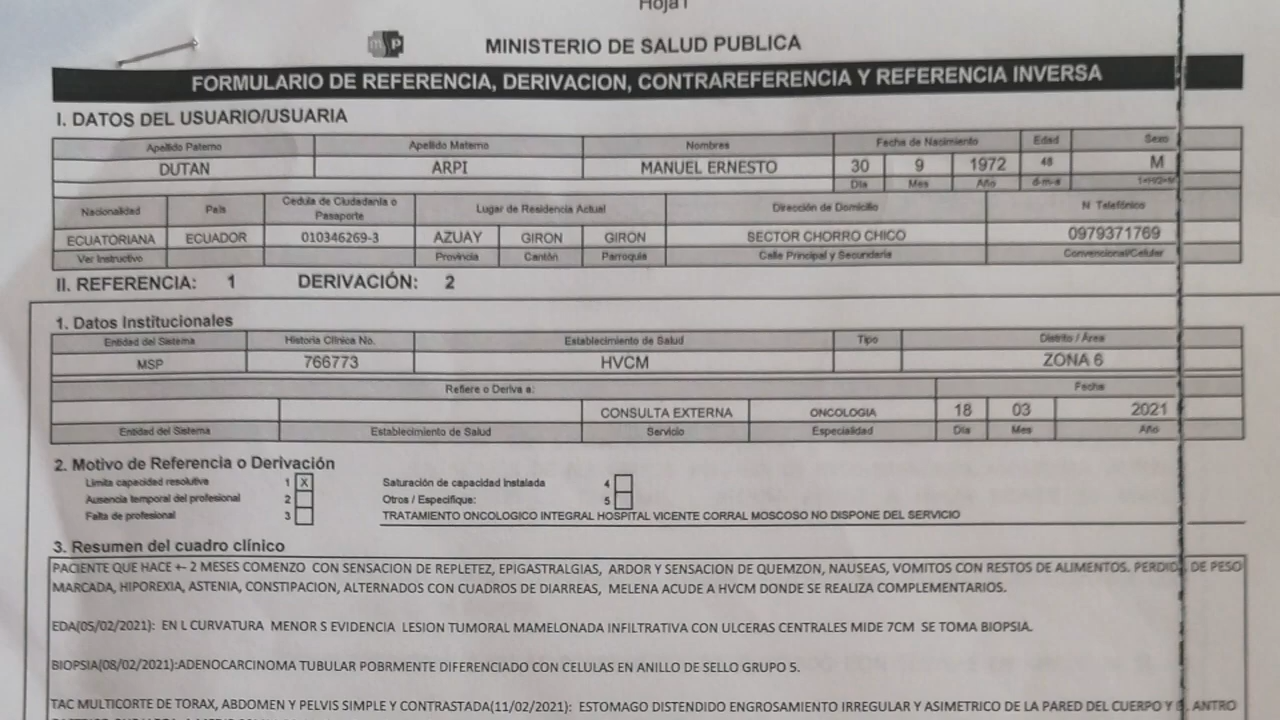 Hoja1
msp MINISTERIO DE SALUD PUBLICA
FORMULARIO DE REFERENCIA, DERIVACION, CONTRAREFERENCIA Y REFERENCIA INVERSA
I. DATOS DEL USUARIO/USUARIA
Apellido Paterno Apellido Materno Nombres Fecha de Nacimiento Edad Sexo
DUTAN ARPI MANUEL ERNESTO 30 9 1972 48 M
Dia Mes Año d-m-a
Nacionalidad País Cedula de Ciudadanía o Pasaporte Lugar de Residencia Actual Dirección de Domicilio N Telefónico
ECUATORIANA ECUADOR 010346269-3 AZUAY GIRON GIRON SECTOR CHORRO CHICO 0979371769
Ver Instructivo Provincia Cantón Parroquia Calle Principal y Secundaria Convencional/Celular
II. REFERENCIA: 1 DERIVACIÓN: 2
1. Datos Institucionales
Entidad del Sistema Historia Clínica No. Establecimiento de Salud Tipo Distrito / Área
MSP 766773 HVCM ZONA 6
Refiere o Deriva a: Fecha
CONSULTA EXTERNA ONCOLOGIA 18 03 2021
Entidad del Sistema Establecimiento de Salud Servicio Especialidad Día Mes Año
2. Motivo de Referencia o Derivación
Limita capacidad resolutiva 1 X Saturación de capacidad instalada 4
Ausencia temporal del profesional 2 Otros / Especifique: 5
Falta de profesional 3 TRATAMIENTO ONCOLOGICO INTEGRAL HOSPITAL VICENTE CORRAL MOSCOSO NO DISPONE DEL SERVICIO
3. Resumen del cuadro clínico
PACIENTE QUE HACE +- 2 MESES COMENZO CON SENSACION DE REPLETEZ, EPIGASTRALGIAS, ARDOR Y SENSACION DE QUEMZON, NAUSEAS, VOMITOS CON RESTOS DE ALIMENTOS. PERDID DE PESO
MARCADA, HIPOREXIA, ASTENIA, CONSTIPACION, ALTERNADOS CON CUADROS DE DIARREAS, MELENA ACUDE A HVCM DONDE SE REALIZA COMPLEMENTARIOS.
EDA(05/02/2021): EN L CURVATURA MENOR S EVIDENCIA LESION TUMORAL MAMELONADA INFILTRATIVA CON ULCERAS CENTRALES MIDE 7CM SE TOMA BIOPSIA.
BIOPSIA(08/02/2021):ADENOCARCINOMA TUBULAR POBRMENTE DIFERENCIADO CON CELULAS EN ANILLO DE SELLO GRUPO 5.
TAC MULTICORTE DE TORAX, ABDOMEN Y PELVIS SIMPLE Y CONTRASTADA(11/02/2021): ESTOMAGO DISTENDIDO ENGROSAMIENTO IRREGULAR Y ASIMETRICO DE LA PARED DEL CUERPO Y ANTRO